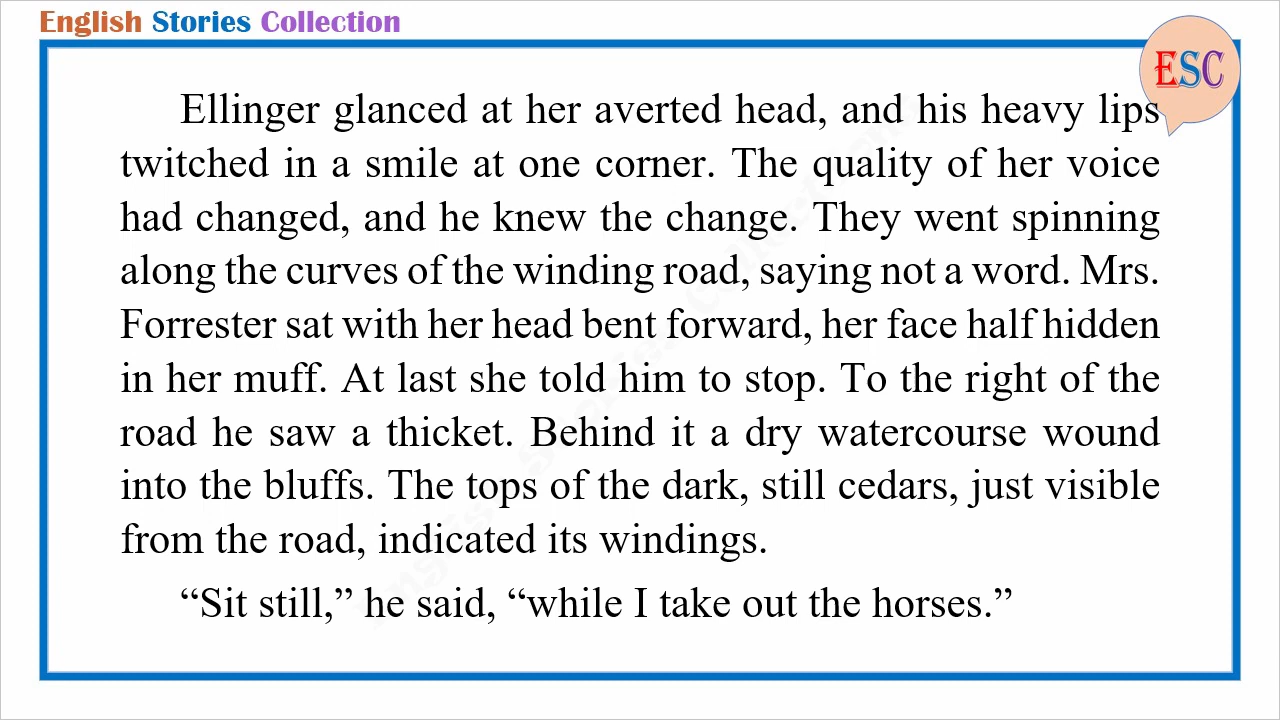 English Stories Collection
ESC
Ellinger glanced at her averted head, and his heavy lips
twitched in a smile at one corner. The quality of her voice
had changed, and he knew the change. They went spinning
along the curves of the winding road, saying not a word. Mrs.
Forrester sat with her head bent forward, her face half hidden
in her muff. At last she told him to stop. To the right of the
road he saw a thicket. Behind it a dry watercourse wound
into the bluffs. The tops of the dark, still cedars, just visible
from the road, indicated its windings.
“Sit still,” he said, “while I take out the horses.”